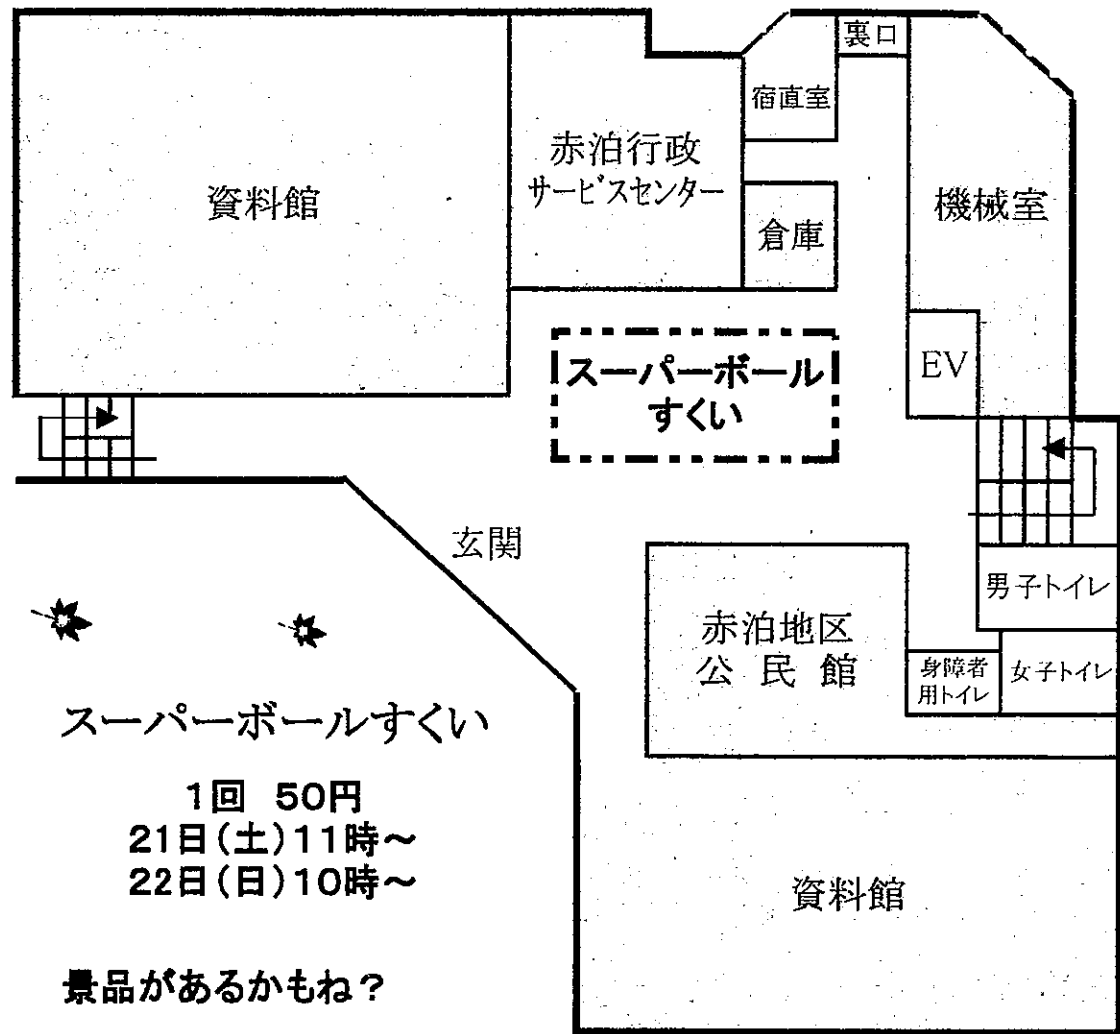 裏口
宿直室
赤泊行政
サービスセンター
資料館
機械室
倉庫
スーパーボール
すくい
EV
玄関
男子トイレ
赤泊地区
公民館
身障者
用トイレ
女子トイレ
スーパーボールすくい
1回 50円
21日(土)11時~
22日(日)10時~
資料館
景品があるかもね?